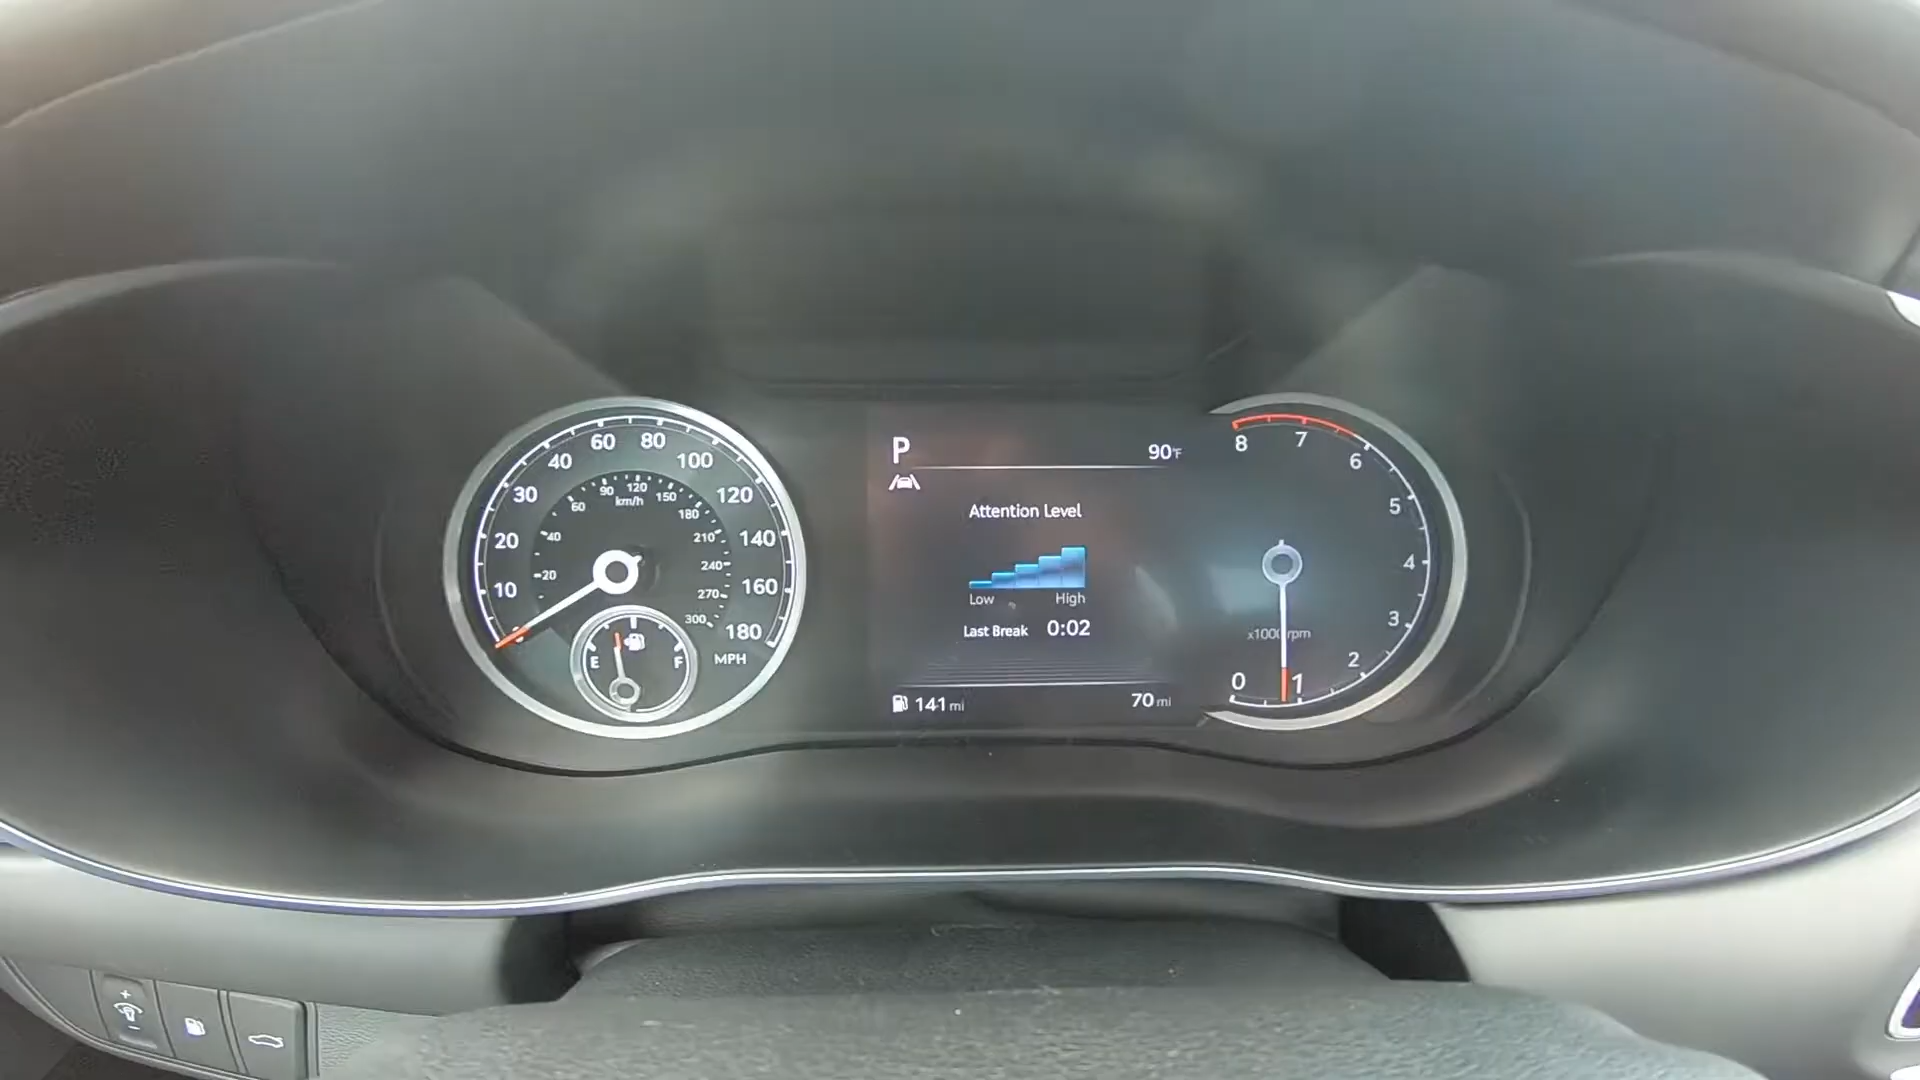 60 80
40 100
30 120
20 140
10 160
0 180
MPH
90 120 150
60 km/h 180
40 210
20 240
270
300
E F
P 90°F
Attention Level
Low High
Last Break 0:02
141 mi 70 mi
8 7 6
5
4
3
x1000 rpm
0 1 2
+
-